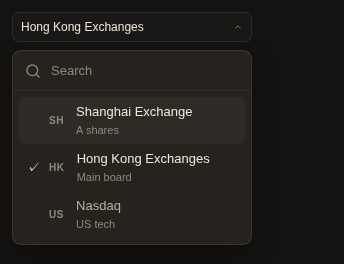 Hong Kong Exchanges
Search
SH Shanghai Exchange
A shares
HK Hong Kong Exchanges
Main board
US Nasdaq
US tech